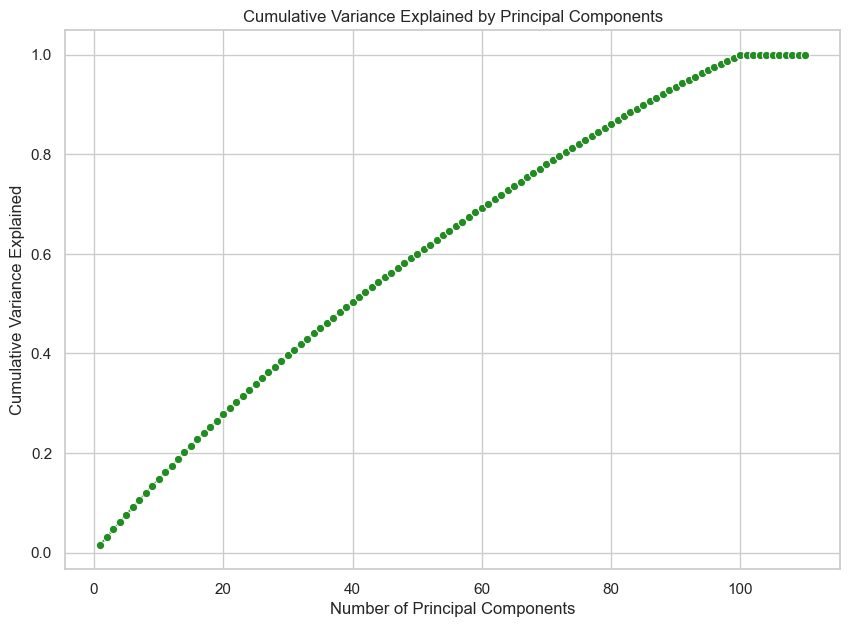 Cumulative Variance Explained by Principal Components
1.0
0.8
0.6
0.4
0.2
0.0
Cumulative Variance Explained
0 20 40 60 80 100
Number of Principal Components